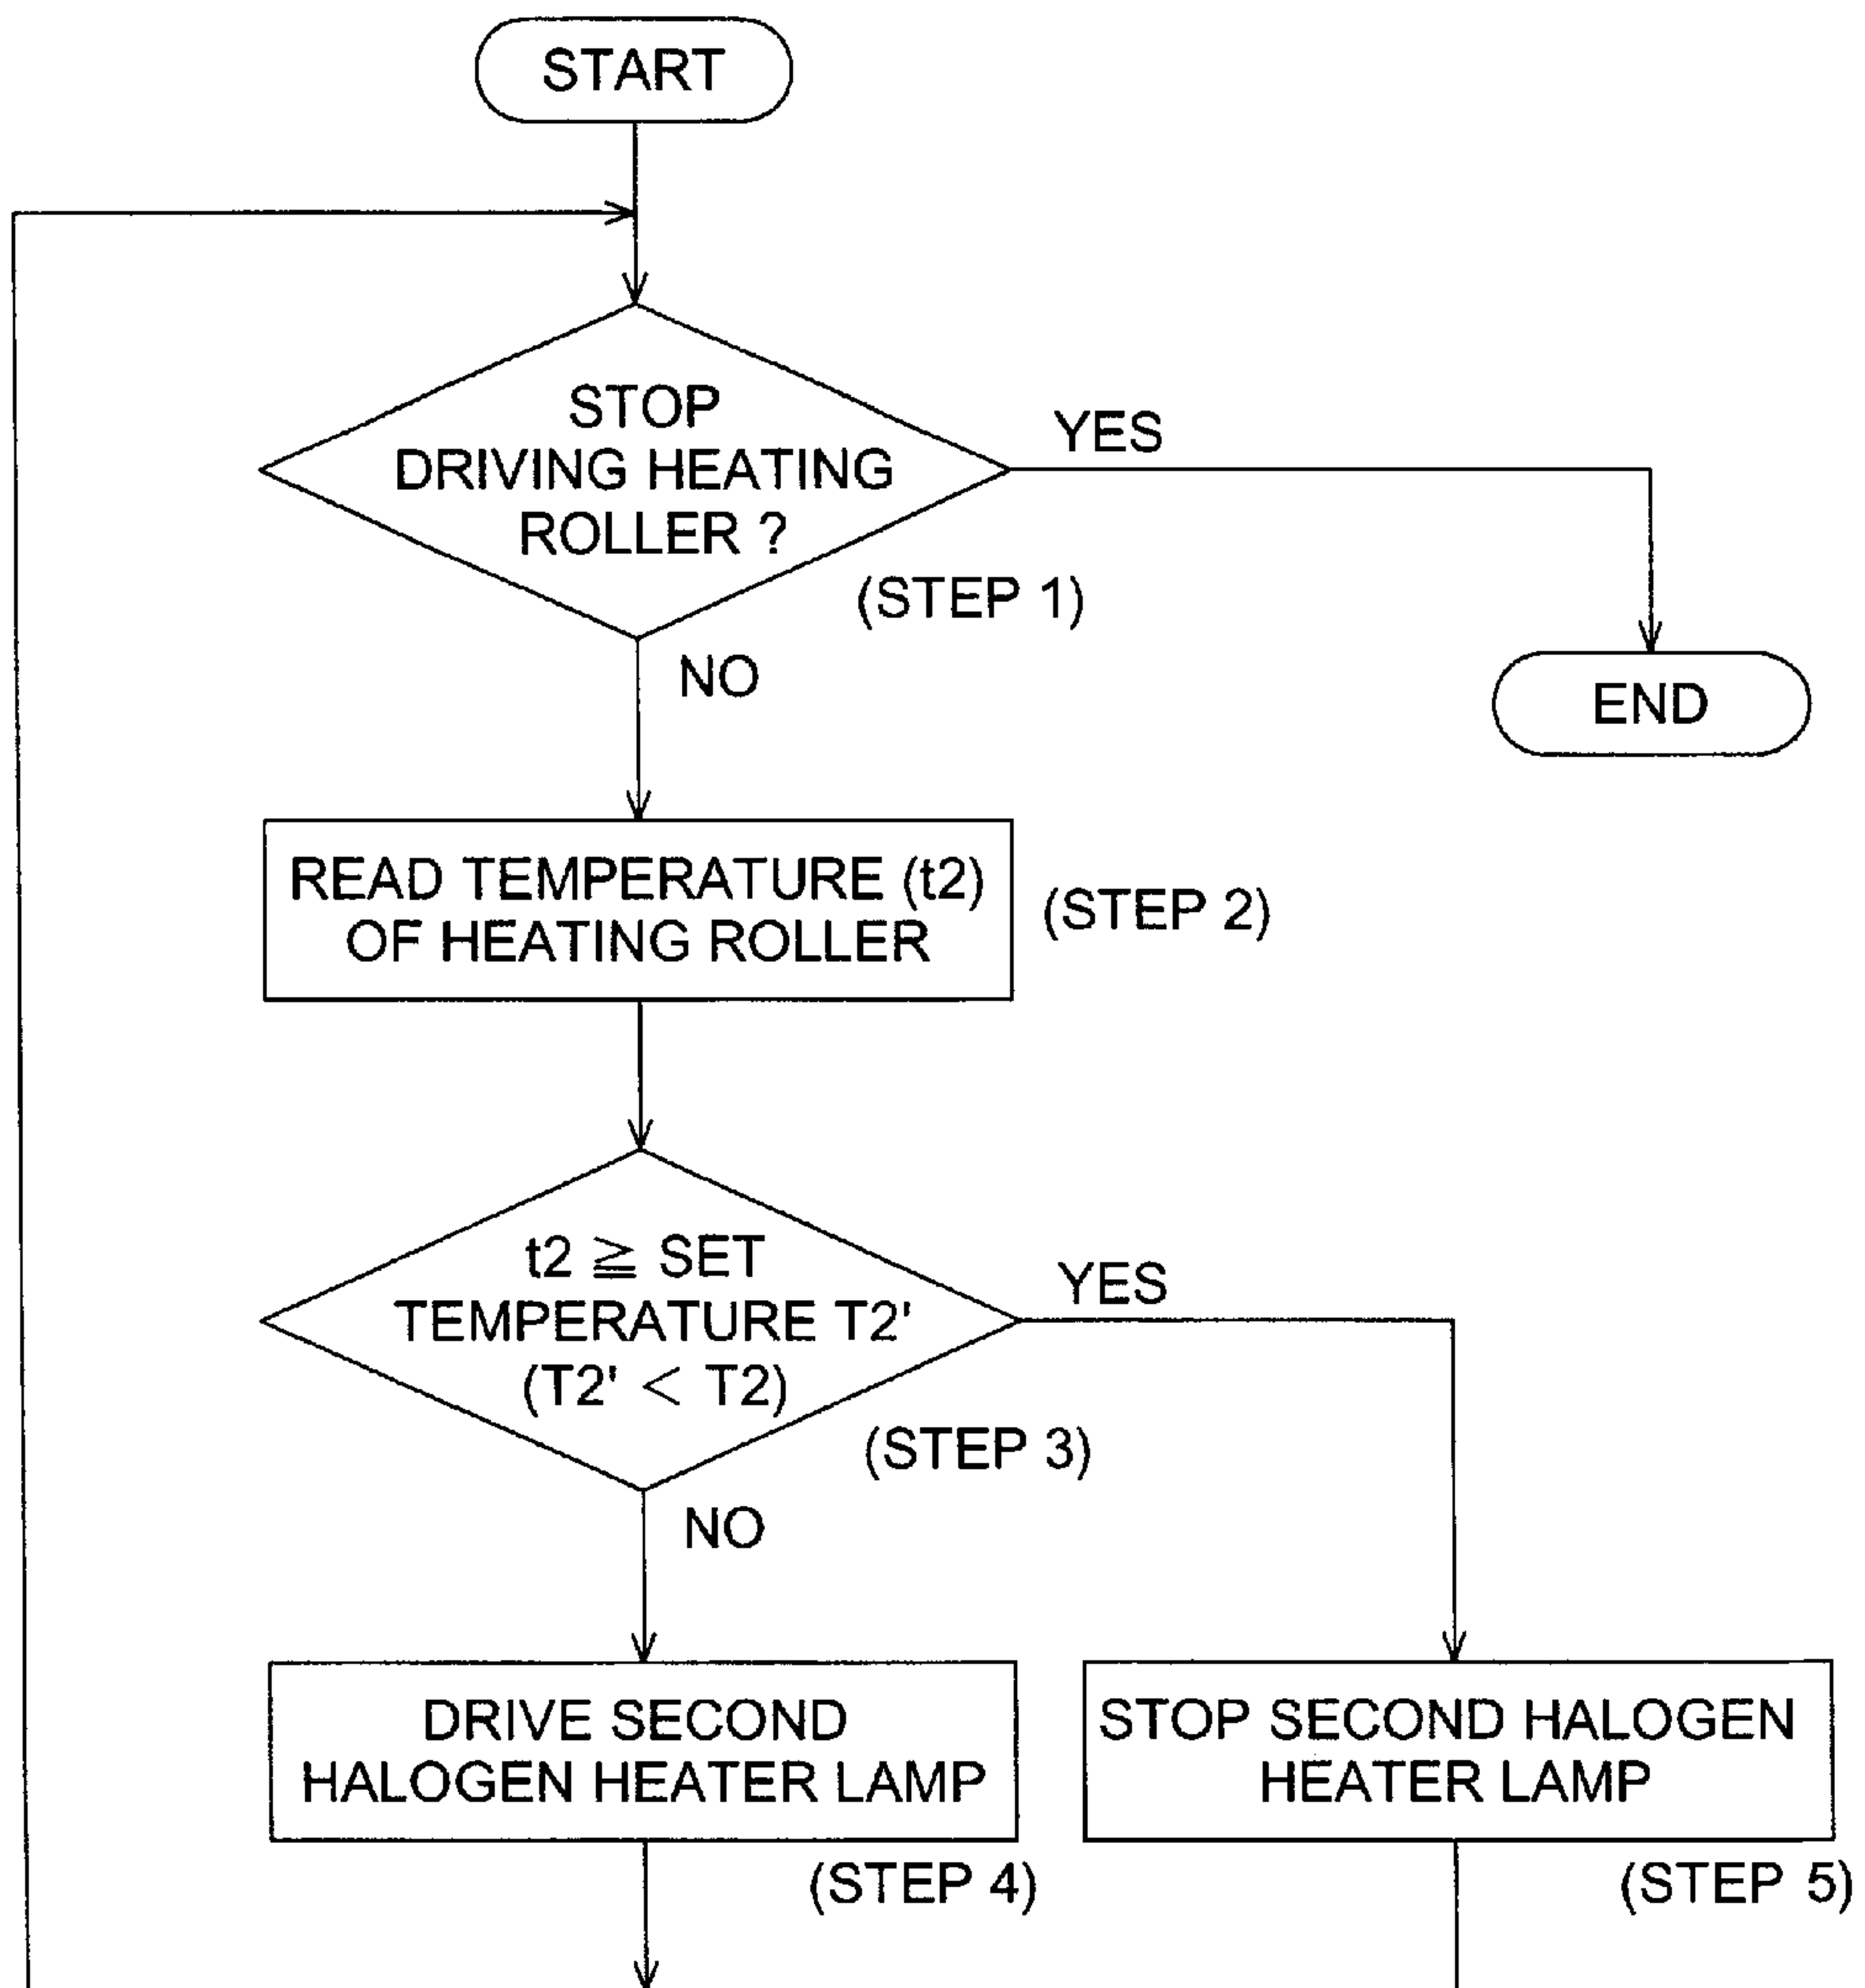 START
STOP
DRIVING HEATING
ROLLER ?
YES
(STEP 1)
NO
END
READ TEMPERATURE (t2)
OF HEATING ROLLER
(STEP 2)
t2 ≧ SET
TEMPERATURE T2'
(T2' < T2)
YES
(STEP 3)
NO
DRIVE SECOND
HALOGEN HEATER LAMP
(STEP 4)
STOP SECOND HALOGEN
HEATER LAMP
(STEP 5)